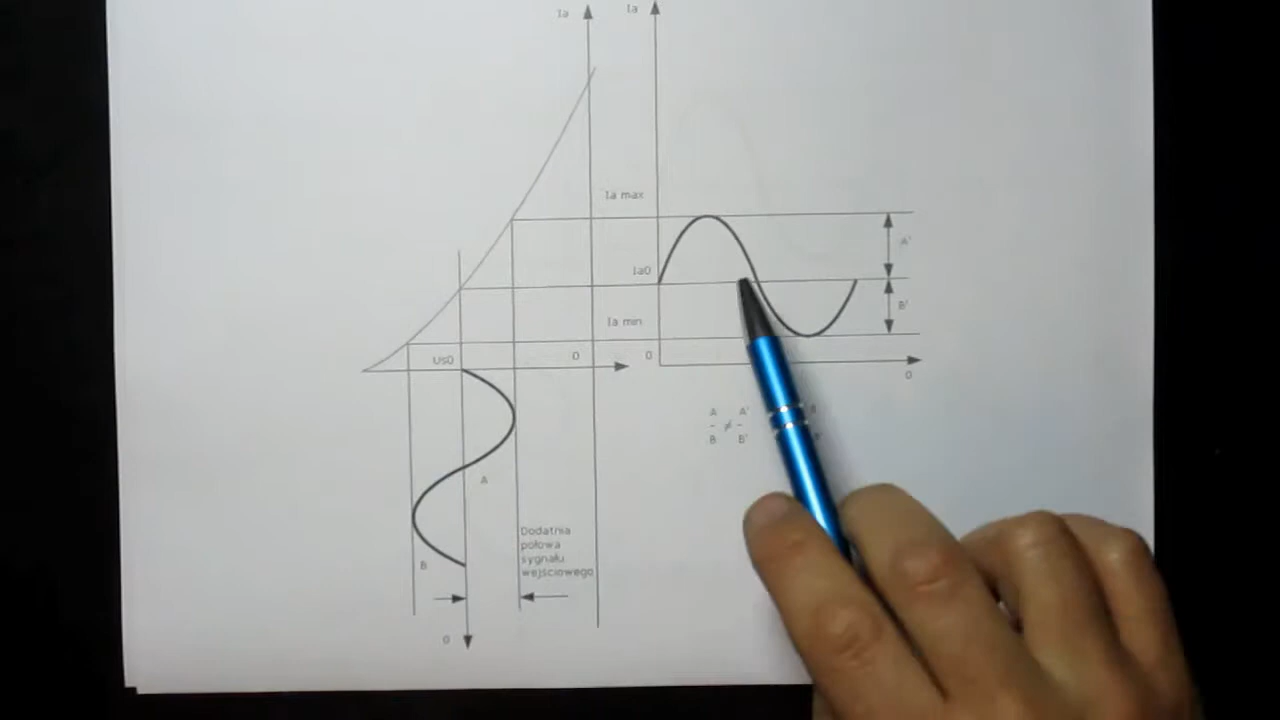 Ia
Ia
Ia max
Ia0
Ia min
Us0
0
0
0
A'
B'
A
B
0
Dodatnia
połowa
sygnału
wejściowego
A A'
- ≠ -
B B'